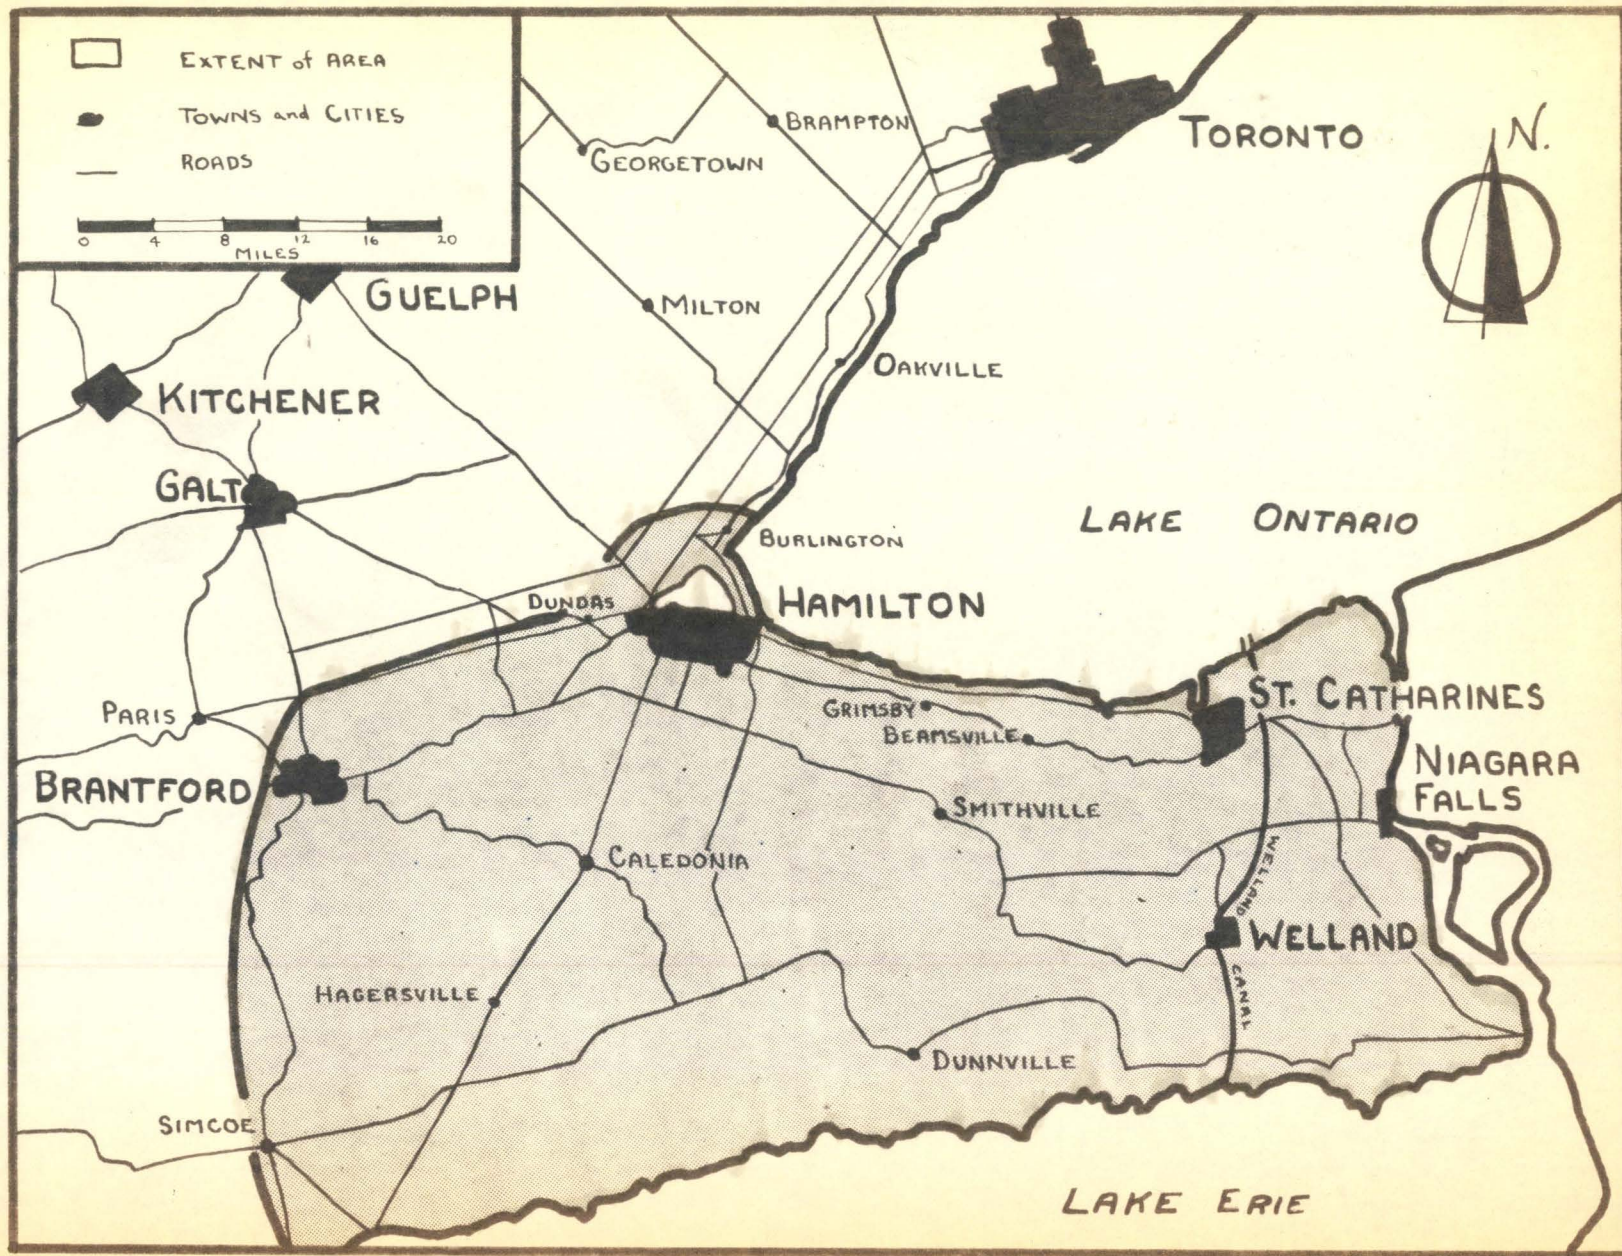 EXTENT of AREA
TOWNS and CITIES
ROADS
0 4 8 12 16 20
MILES
N.
TORONTO
BRAMPTON
GEORGETOWN
GUELPH
MILTON
OAKVILLE
KITCHENER
GALT
LAKE ONTARIO
BURLINGTON
DUNDAS
HAMILTON
PARIS
GRIMSBY
ST. CATHARINES
BEAMSVILLE
BRANTFORD
NIAGARA
FALLS
SMITHVILLE
CALEDONIA
WELLAND
CANAL
WELLAND
HAGERSVILLE
DUNNVILLE
SIMCOE
LAKE ERIE